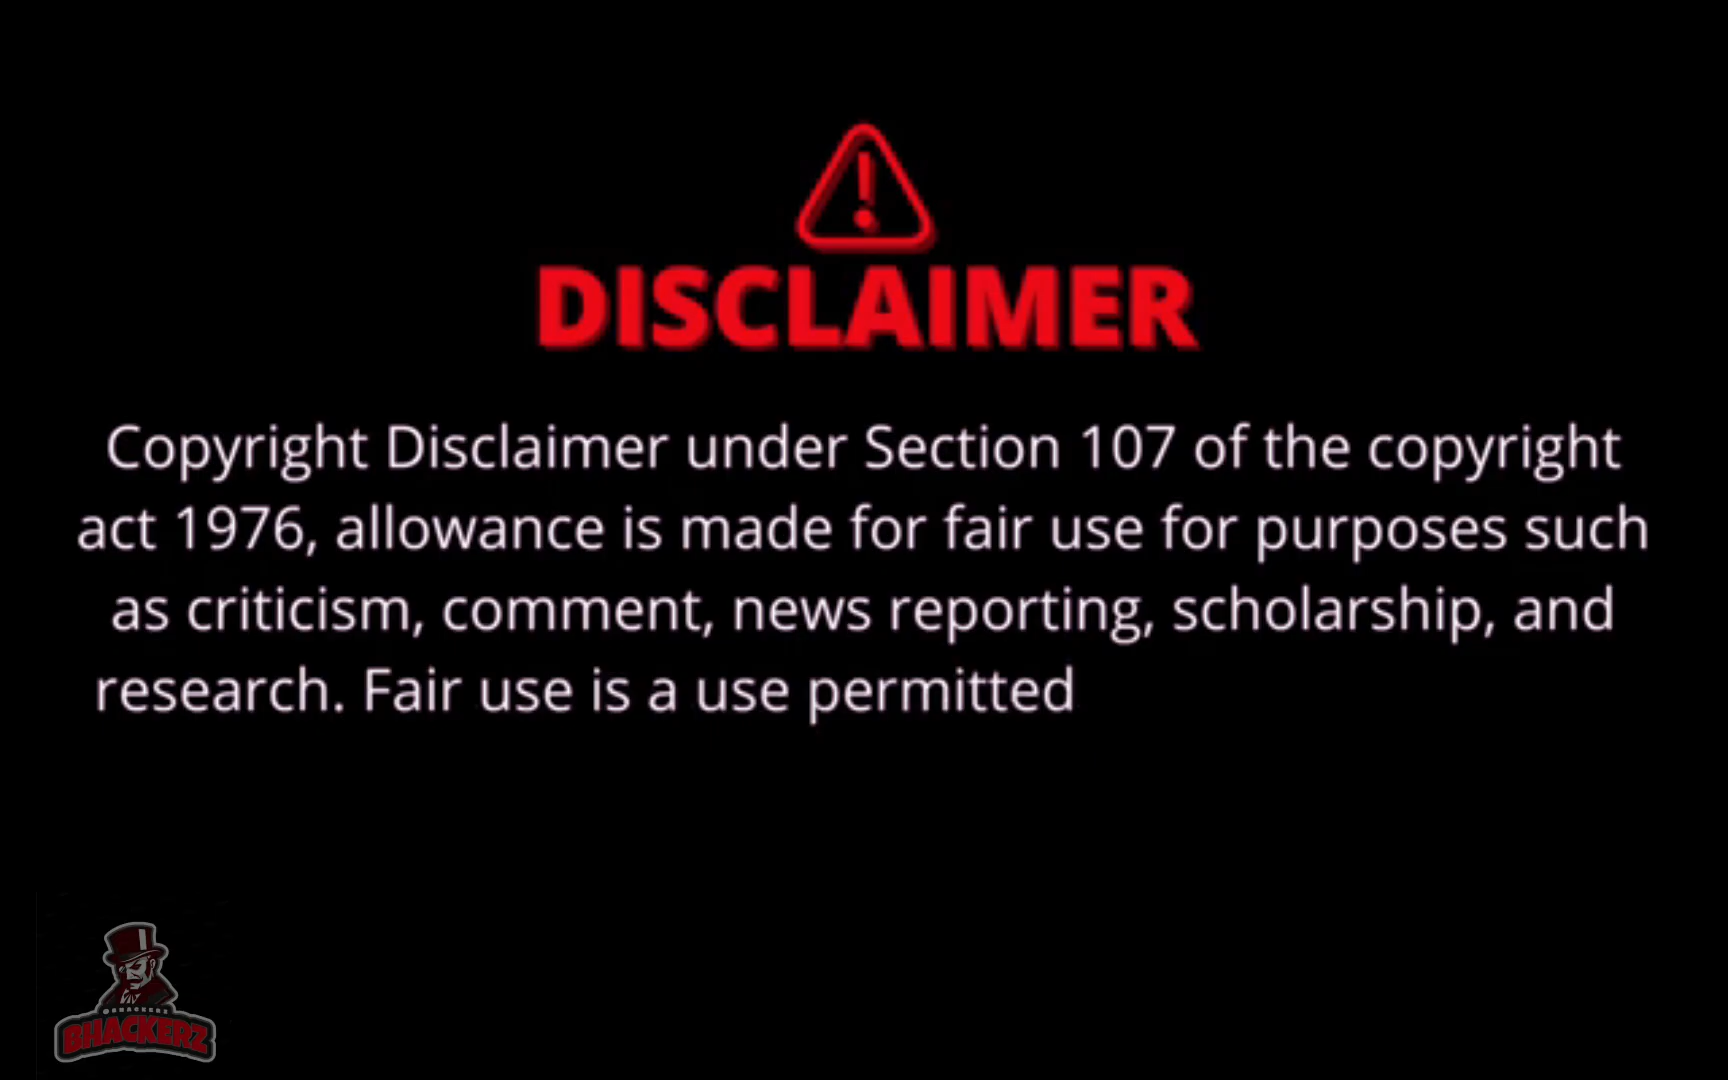 DISCLAIMER
Copyright Disclaimer under Section 107 of the copyright
act 1976, allowance is made for fair use for purposes such
as criticism, comment, news reporting, scholarship, and
research. Fair use is a use permitted
BHACKERZ